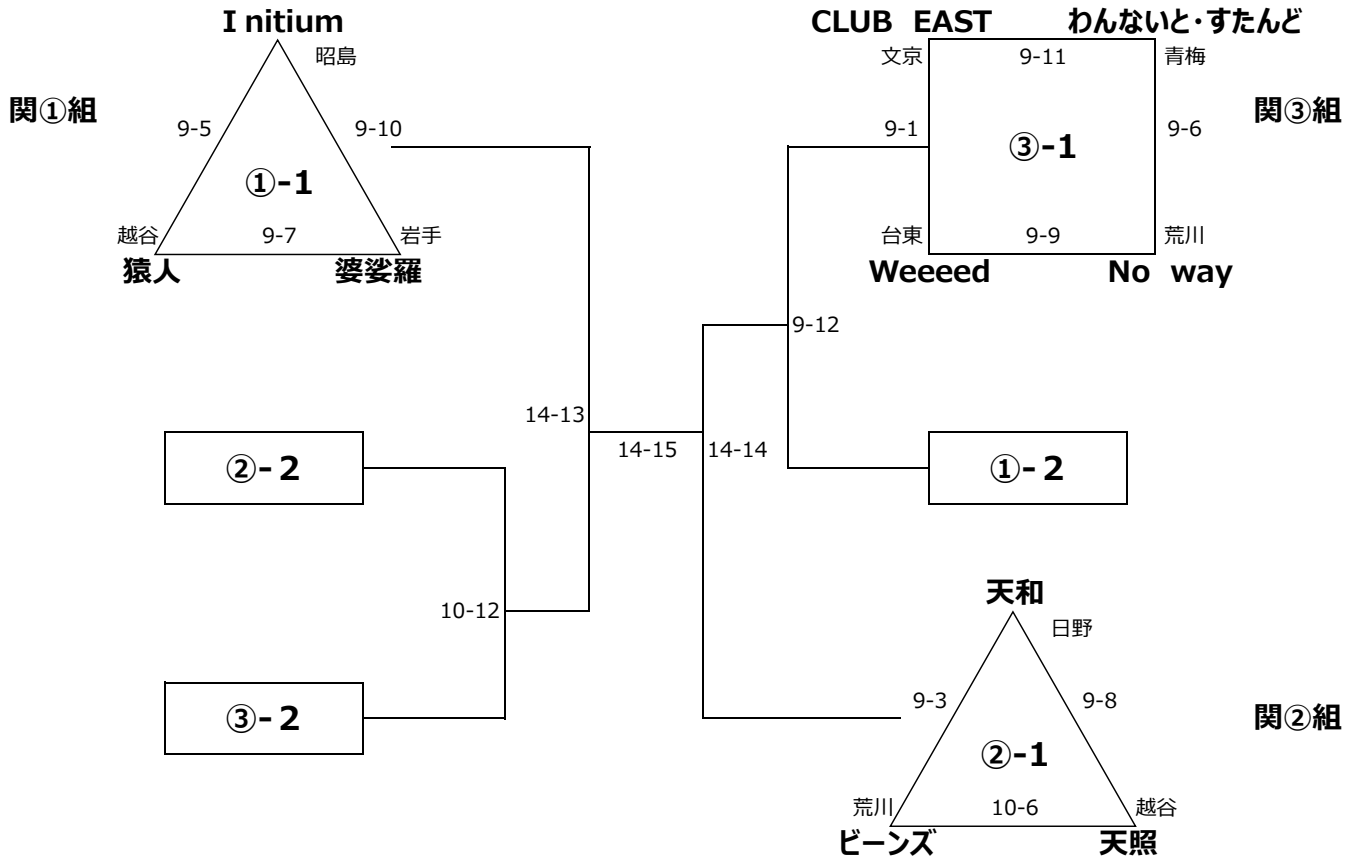 Ｉnitium
CLUB　EAST
わんないと・すたんど
昭島
文京
9-11
青梅
関①組
9-5
9-10
9-1
関③組
9-6
③-1
①-1
越谷
9-7
岩手
台東
9-9
荒川
猿人
婆娑羅
Weeeed
No　way
9-12
14-13
14-15
14-14
②-２
①-２
天和
10-12
日野
9-3
9-8
③-２
関②組
②-1
荒川
10-6
越谷
ビーンズ
天照